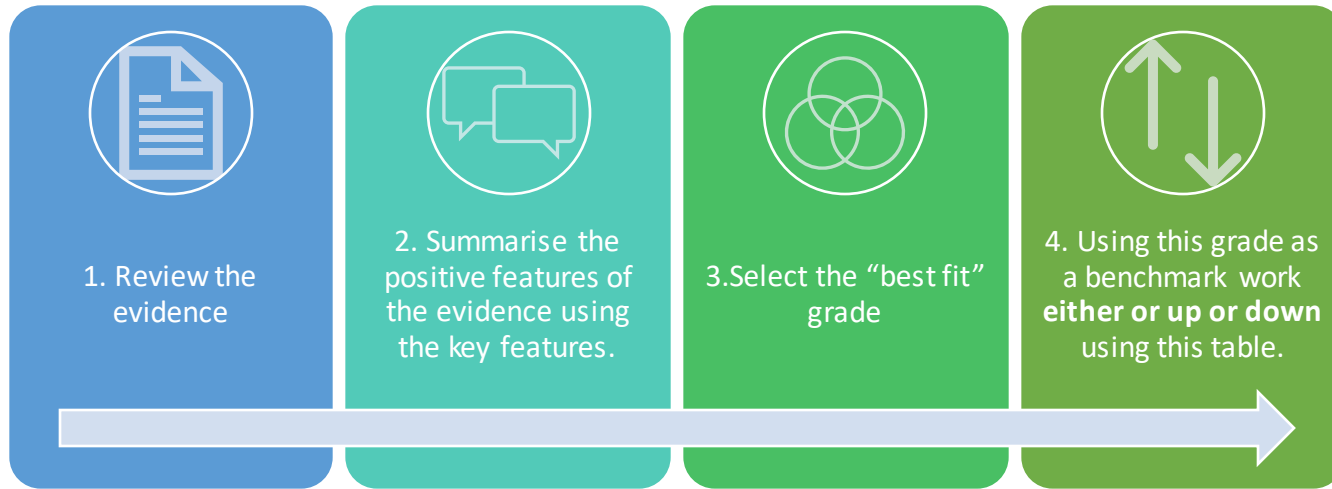 1. Review the
evidence
2. Summarise the
positive features of
the evidence using
the key features.
3.Select the “best fit”
grade
4. Using this grade as
a benchmark work
either or up or down
using this table.